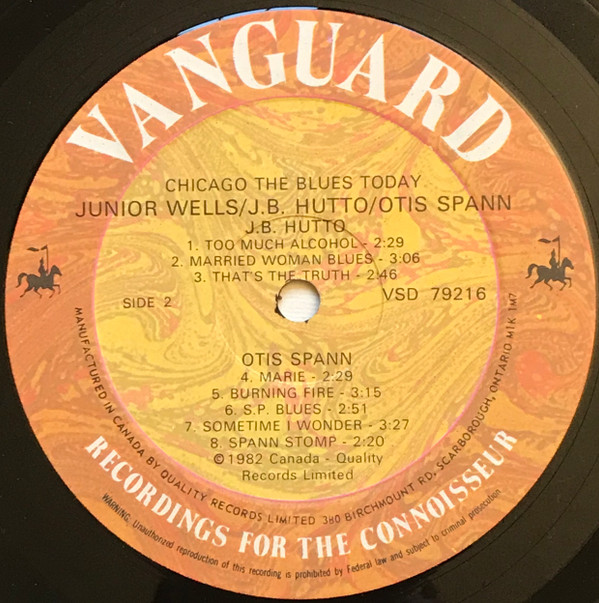 VANGUARD
CHICAGO THE BLUES TODAY
JUNIOR WELLS/J.B. HUTTO/OTIS SPANN
J.B. HUTTO
1. TOO MUCH ALCOHOL - 2:29
2. MARRIED WOMAN BLUES - 3:06
3. THAT'S THE TRUTH - 2:46
SIDE 2
VSD 79216
OTIS SPANN
4. MARIE - 2:29
5. BURNING FIRE - 3:15
6. S.P. BLUES - 2:51
7. SOMETIME I WONDER - 3:27
8. SPANN STOMP - 2:20
©1982 Canada - Quality
Records Limited
MANUFACTURED IN CANADA BY QUALITY RECORDS LIMITED 380 BIRCHMOUNT RD, SCARBOROUGH, ONTARIO M1K 1M7
RECORDINGS FOR THE CONNOISSEUR
WARNING, Unauthorized reproduction of this recording is prohibited by Federal law and subject to criminal prosecution